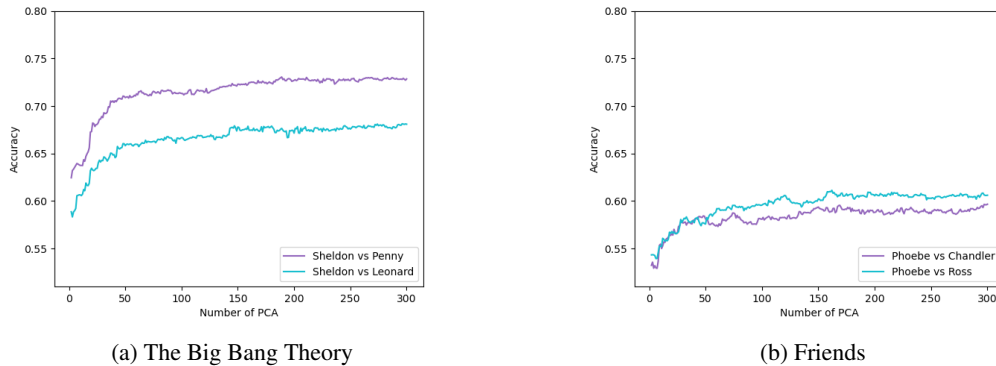 0.80
0.75
0.70
0.65
0.60
0.55
Accuracy
0 50 100 150 200 250 300
Number of PCA
Sheldon vs Penny
Sheldon vs Leonard
(a) The Big Bang Theory
0.80
0.75
0.70
0.65
0.60
0.55
Accuracy
0 50 100 150 200 250 300
Number of PCA
Phoebe vs Chandler
Phoebe vs Ross
(b) Friends